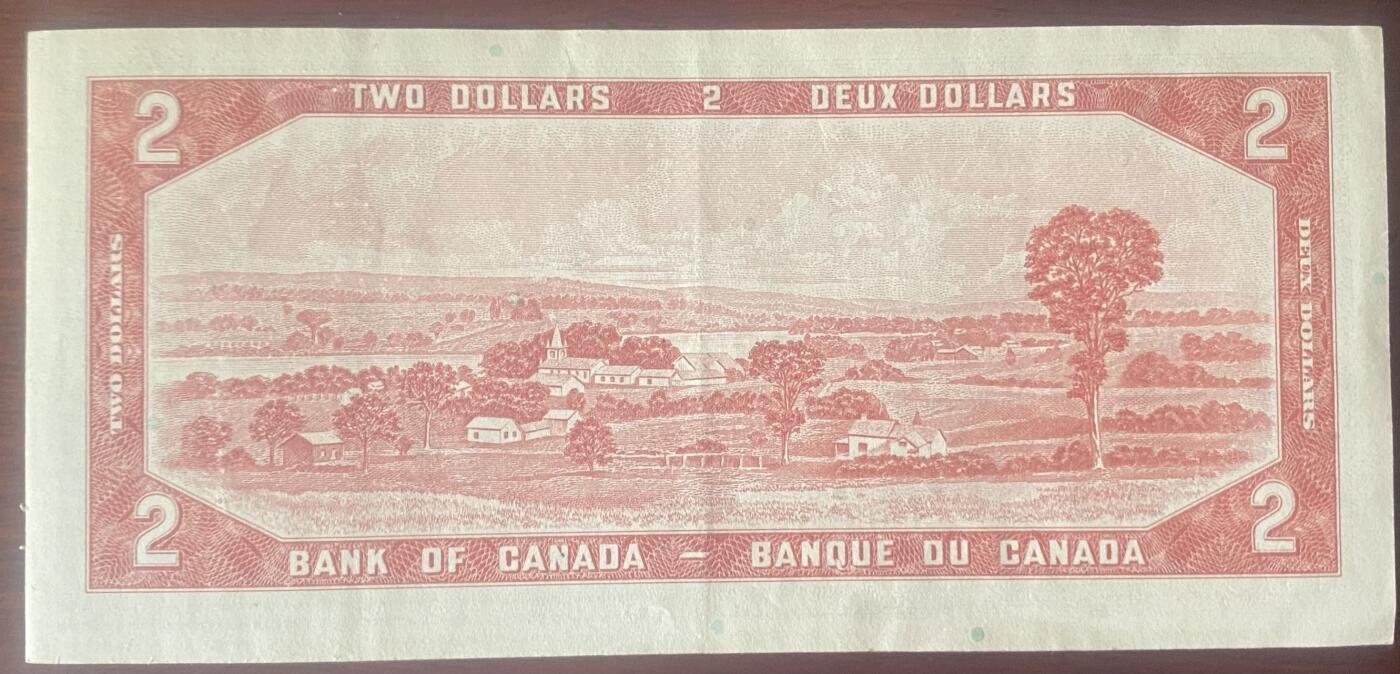 TWO DOLLARS 2 DEUX DOLLARS
2 2
TWO DOLLARS
DEUX DOLLARS
2 2
BANK OF CANADA — BANQUE DU CANADA